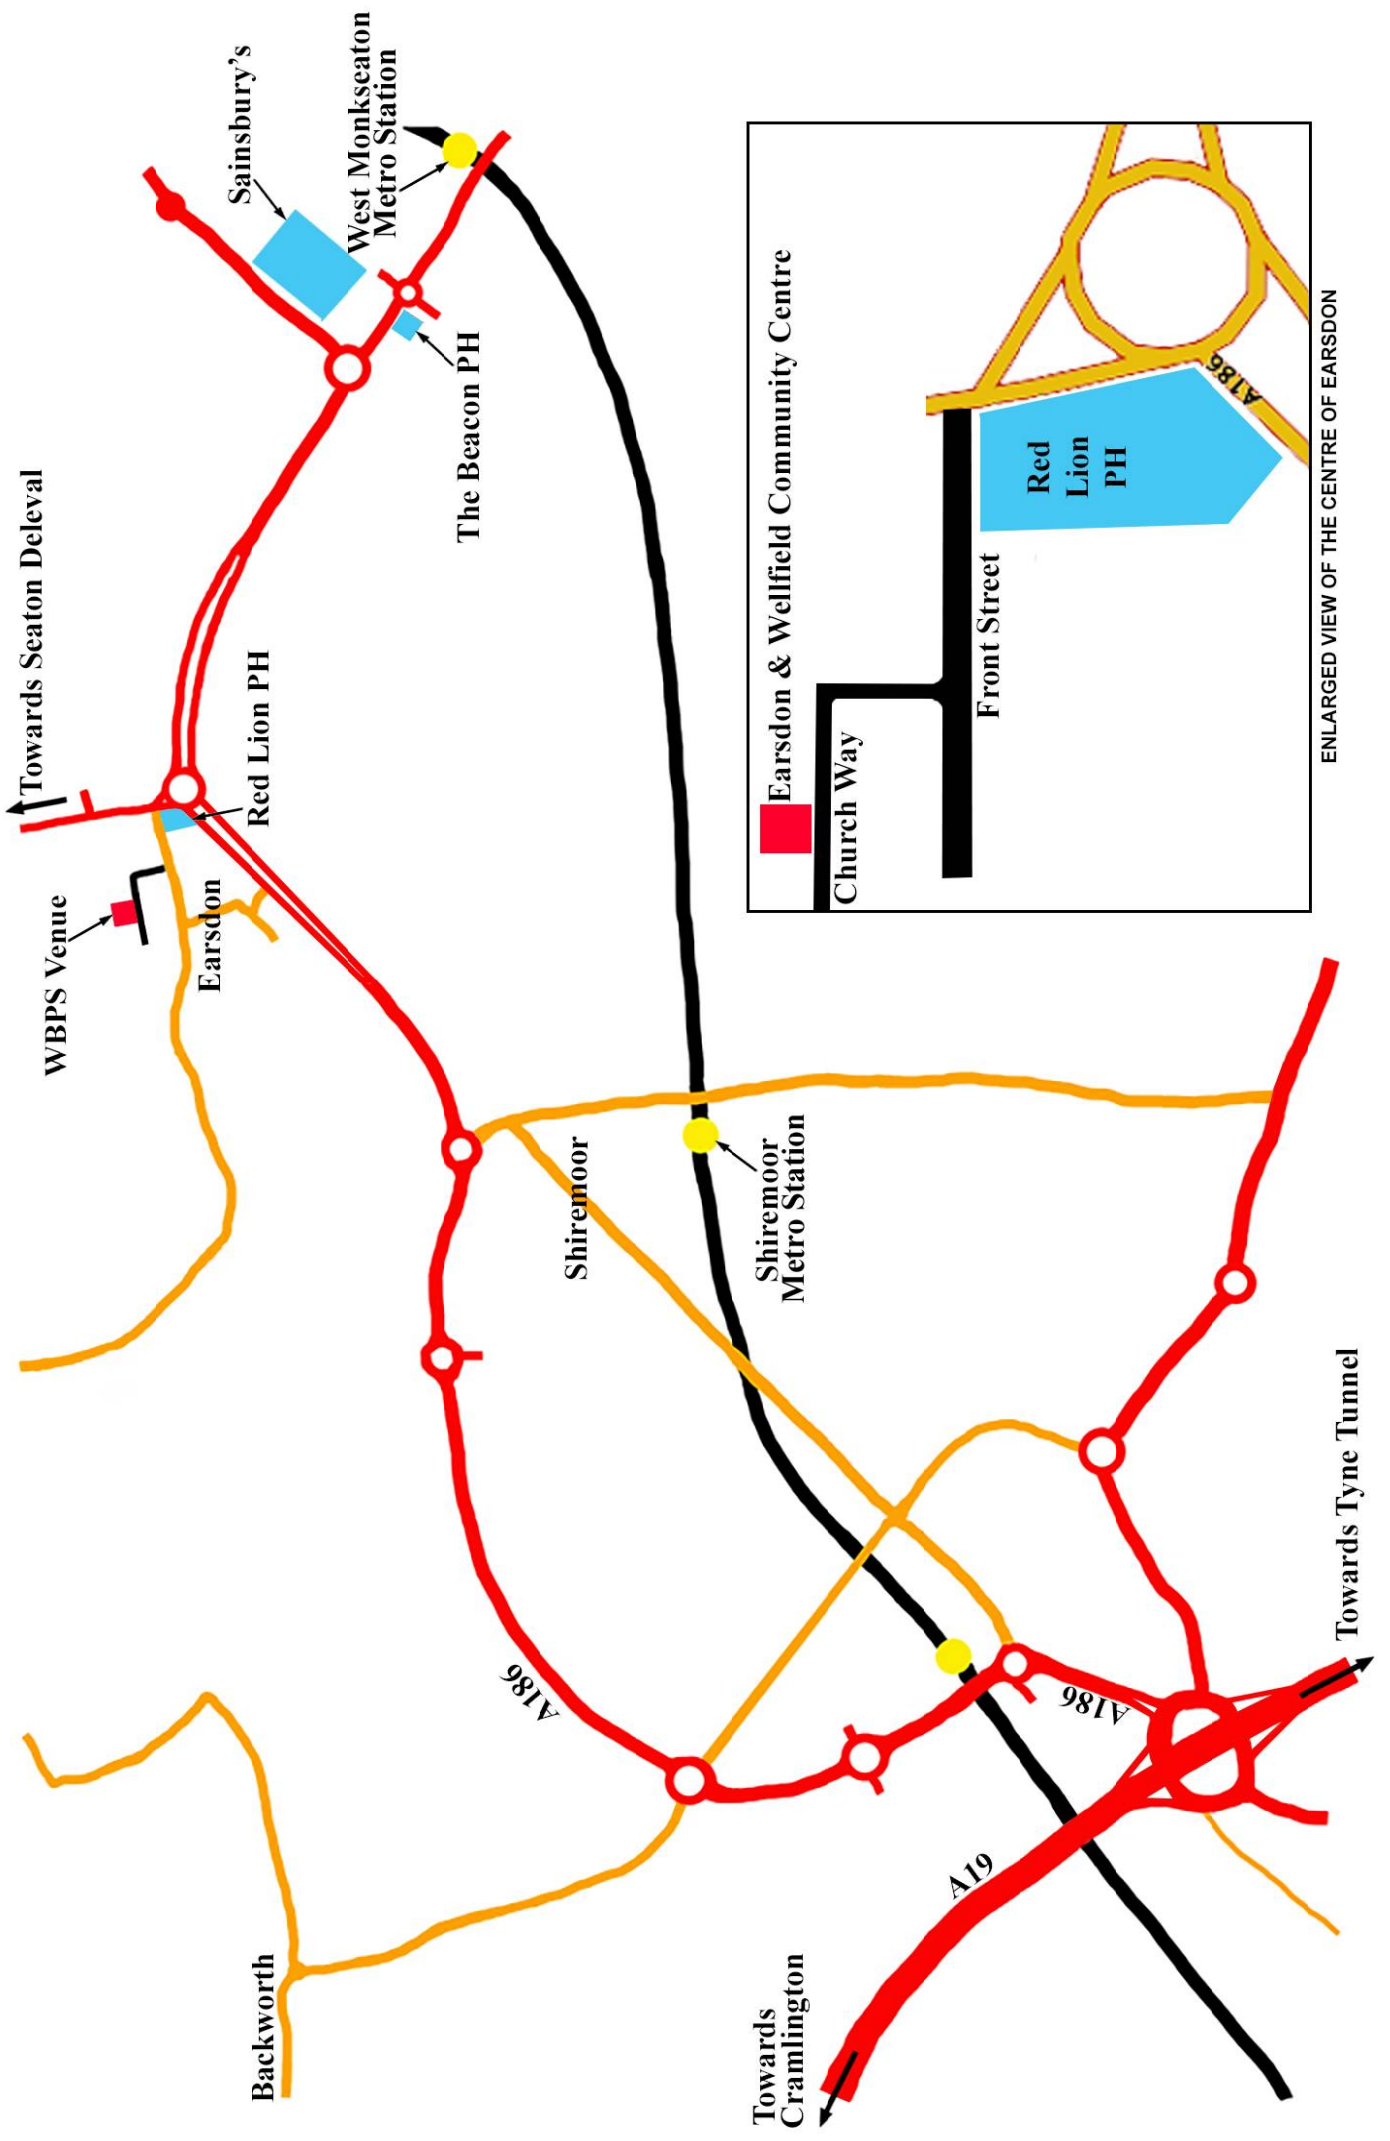 Towards Seaton Deleval
Sainsbury's
West Monkseaton
Metro Station
WBPS Venue
Red Lion PH
Earsdon
The Beacon PH
Backworth
A186
Shiremoor
Shiremoor
Metro Station
Towards
Cramlington
A19
A186
Towards Tyne Tunnel
Earsdon & Wellfield Community Centre
Church Way
Front Street
Red
Lion
PH
A186
ENLARGED VIEW OF THE CENTRE OF EARSDON